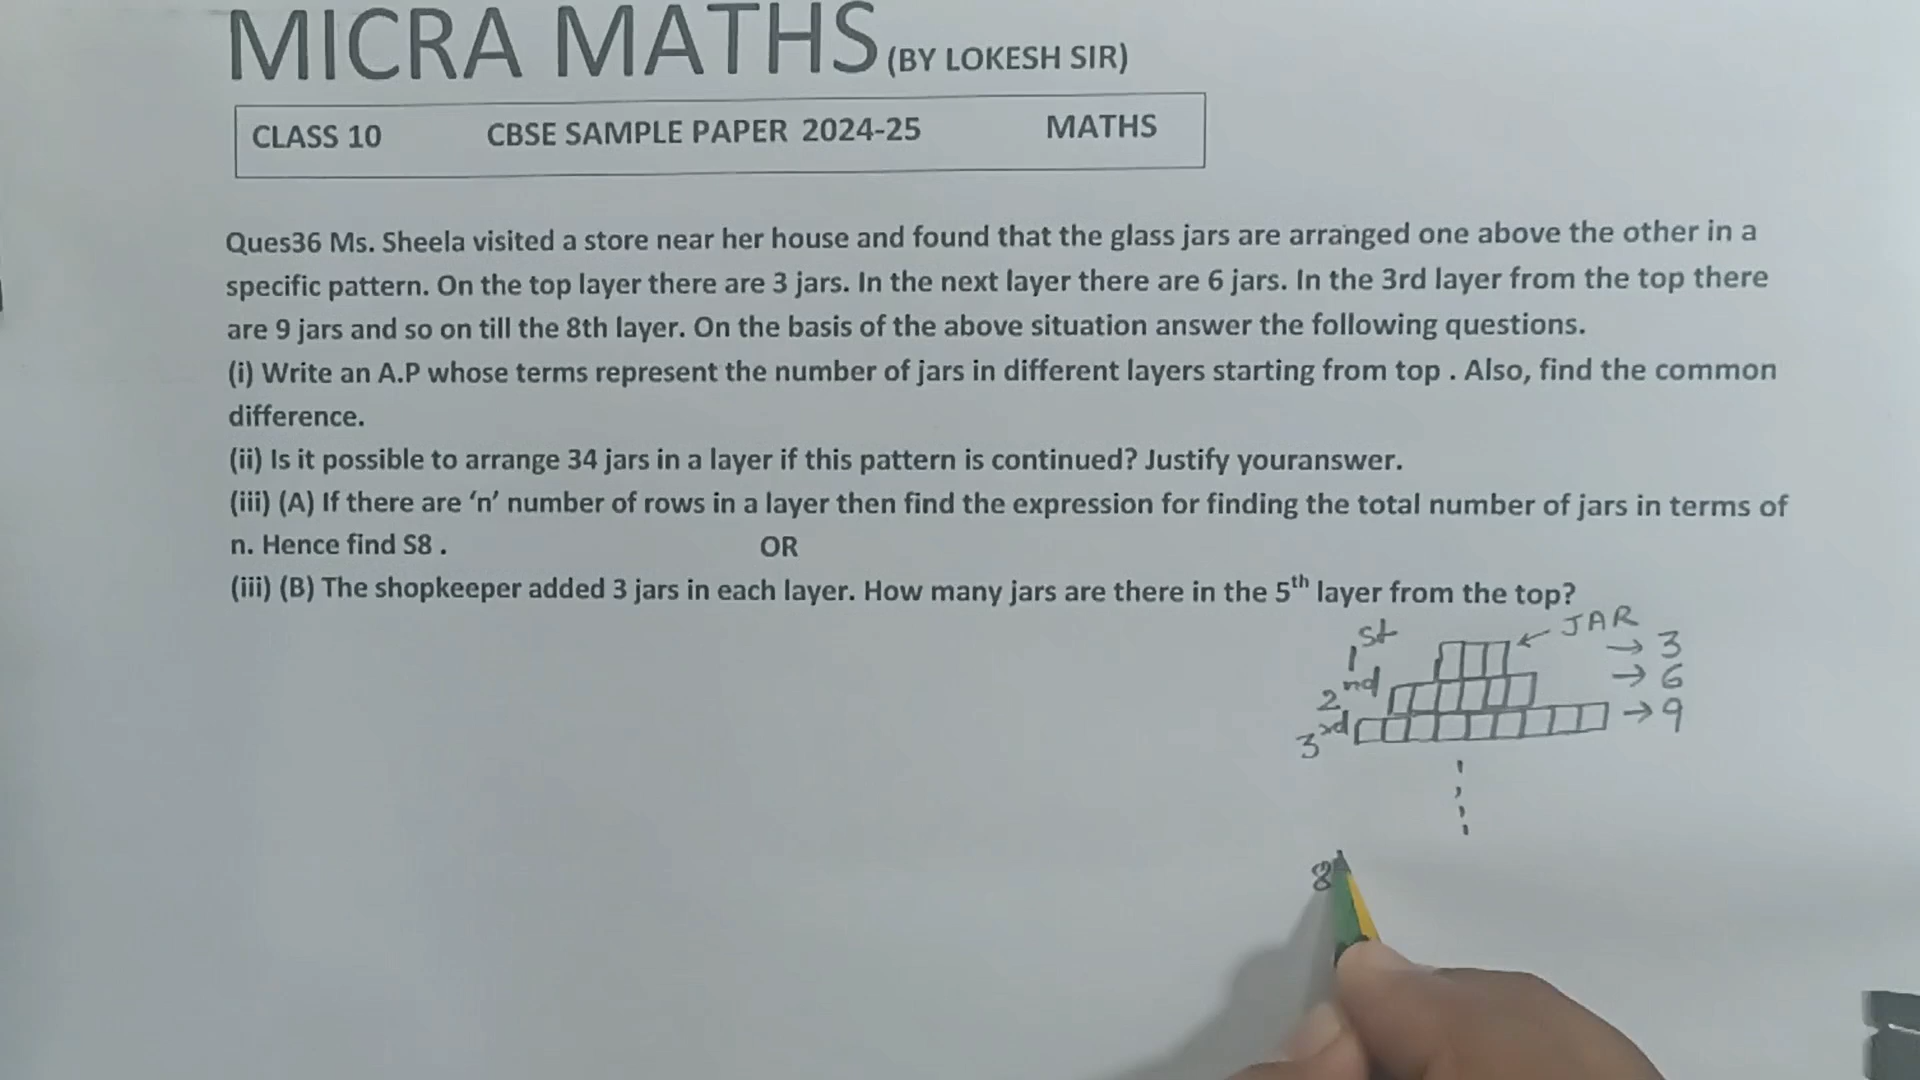 MICRA MATHS (BY LOKESH SIR)
CLASS 10 CBSE SAMPLE PAPER 2024-25 MATHS
Ques36 Ms. Sheela visited a store near her house and found that the glass jars are arranged one above the other in a
specific pattern. On the top layer there are 3 jars. In the next layer there are 6 jars. In the 3rd layer from the top there
are 9 jars and so on till the 8th layer. On the basis of the above situation answer the following questions.
(i) Write an A.P whose terms represent the number of jars in different layers starting from top . Also, find the common
difference.
(ii) Is it possible to arrange 34 jars in a layer if this pattern is continued? Justify youranswer.
(iii) (A) If there are ‘n’ number of rows in a layer then find the expression for finding the total number of jars in terms of
n. Hence find S8 . OR
(iii) (B) The shopkeeper added 3 jars in each layer. How many jars are there in the 5th layer from the top?
1st ← JAR → 3
2nd → 6
3rd → 9
8